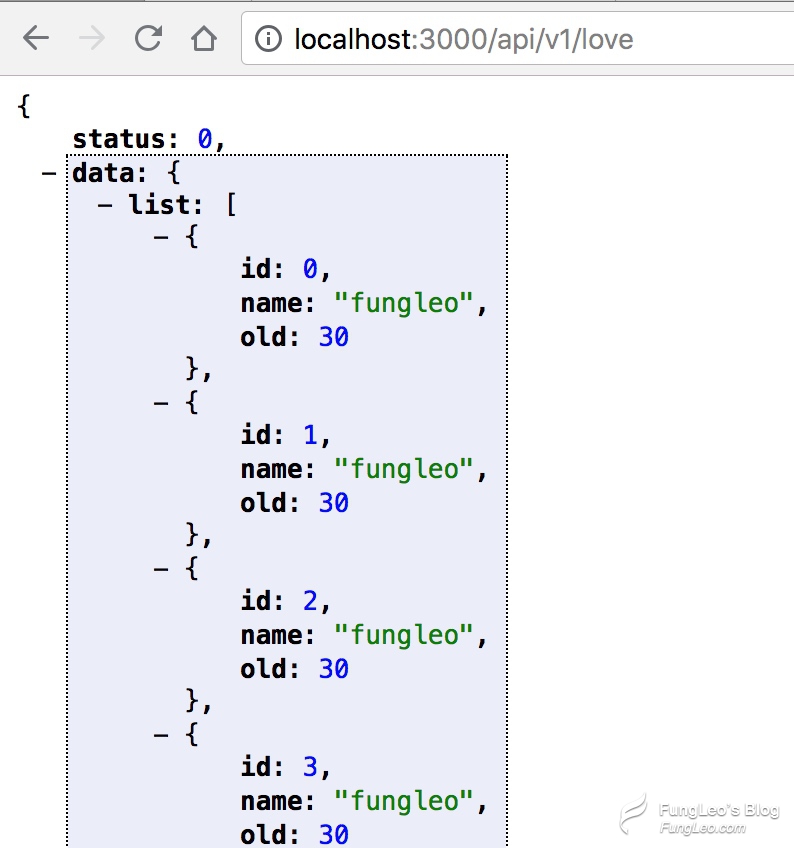 localhost:3000/api/v1/love
{
status: 0,
– data: {
– list: [
– {
id: 0,
name: "fungleo",
old: 30
},
– {
id: 1,
name: "fungleo",
old: 30
},
– {
id: 2,
name: "fungleo",
old: 30
},
– {
id: 3,
name: "fungleo",
old: 30
FungLeo's Blog
FungLeo.com